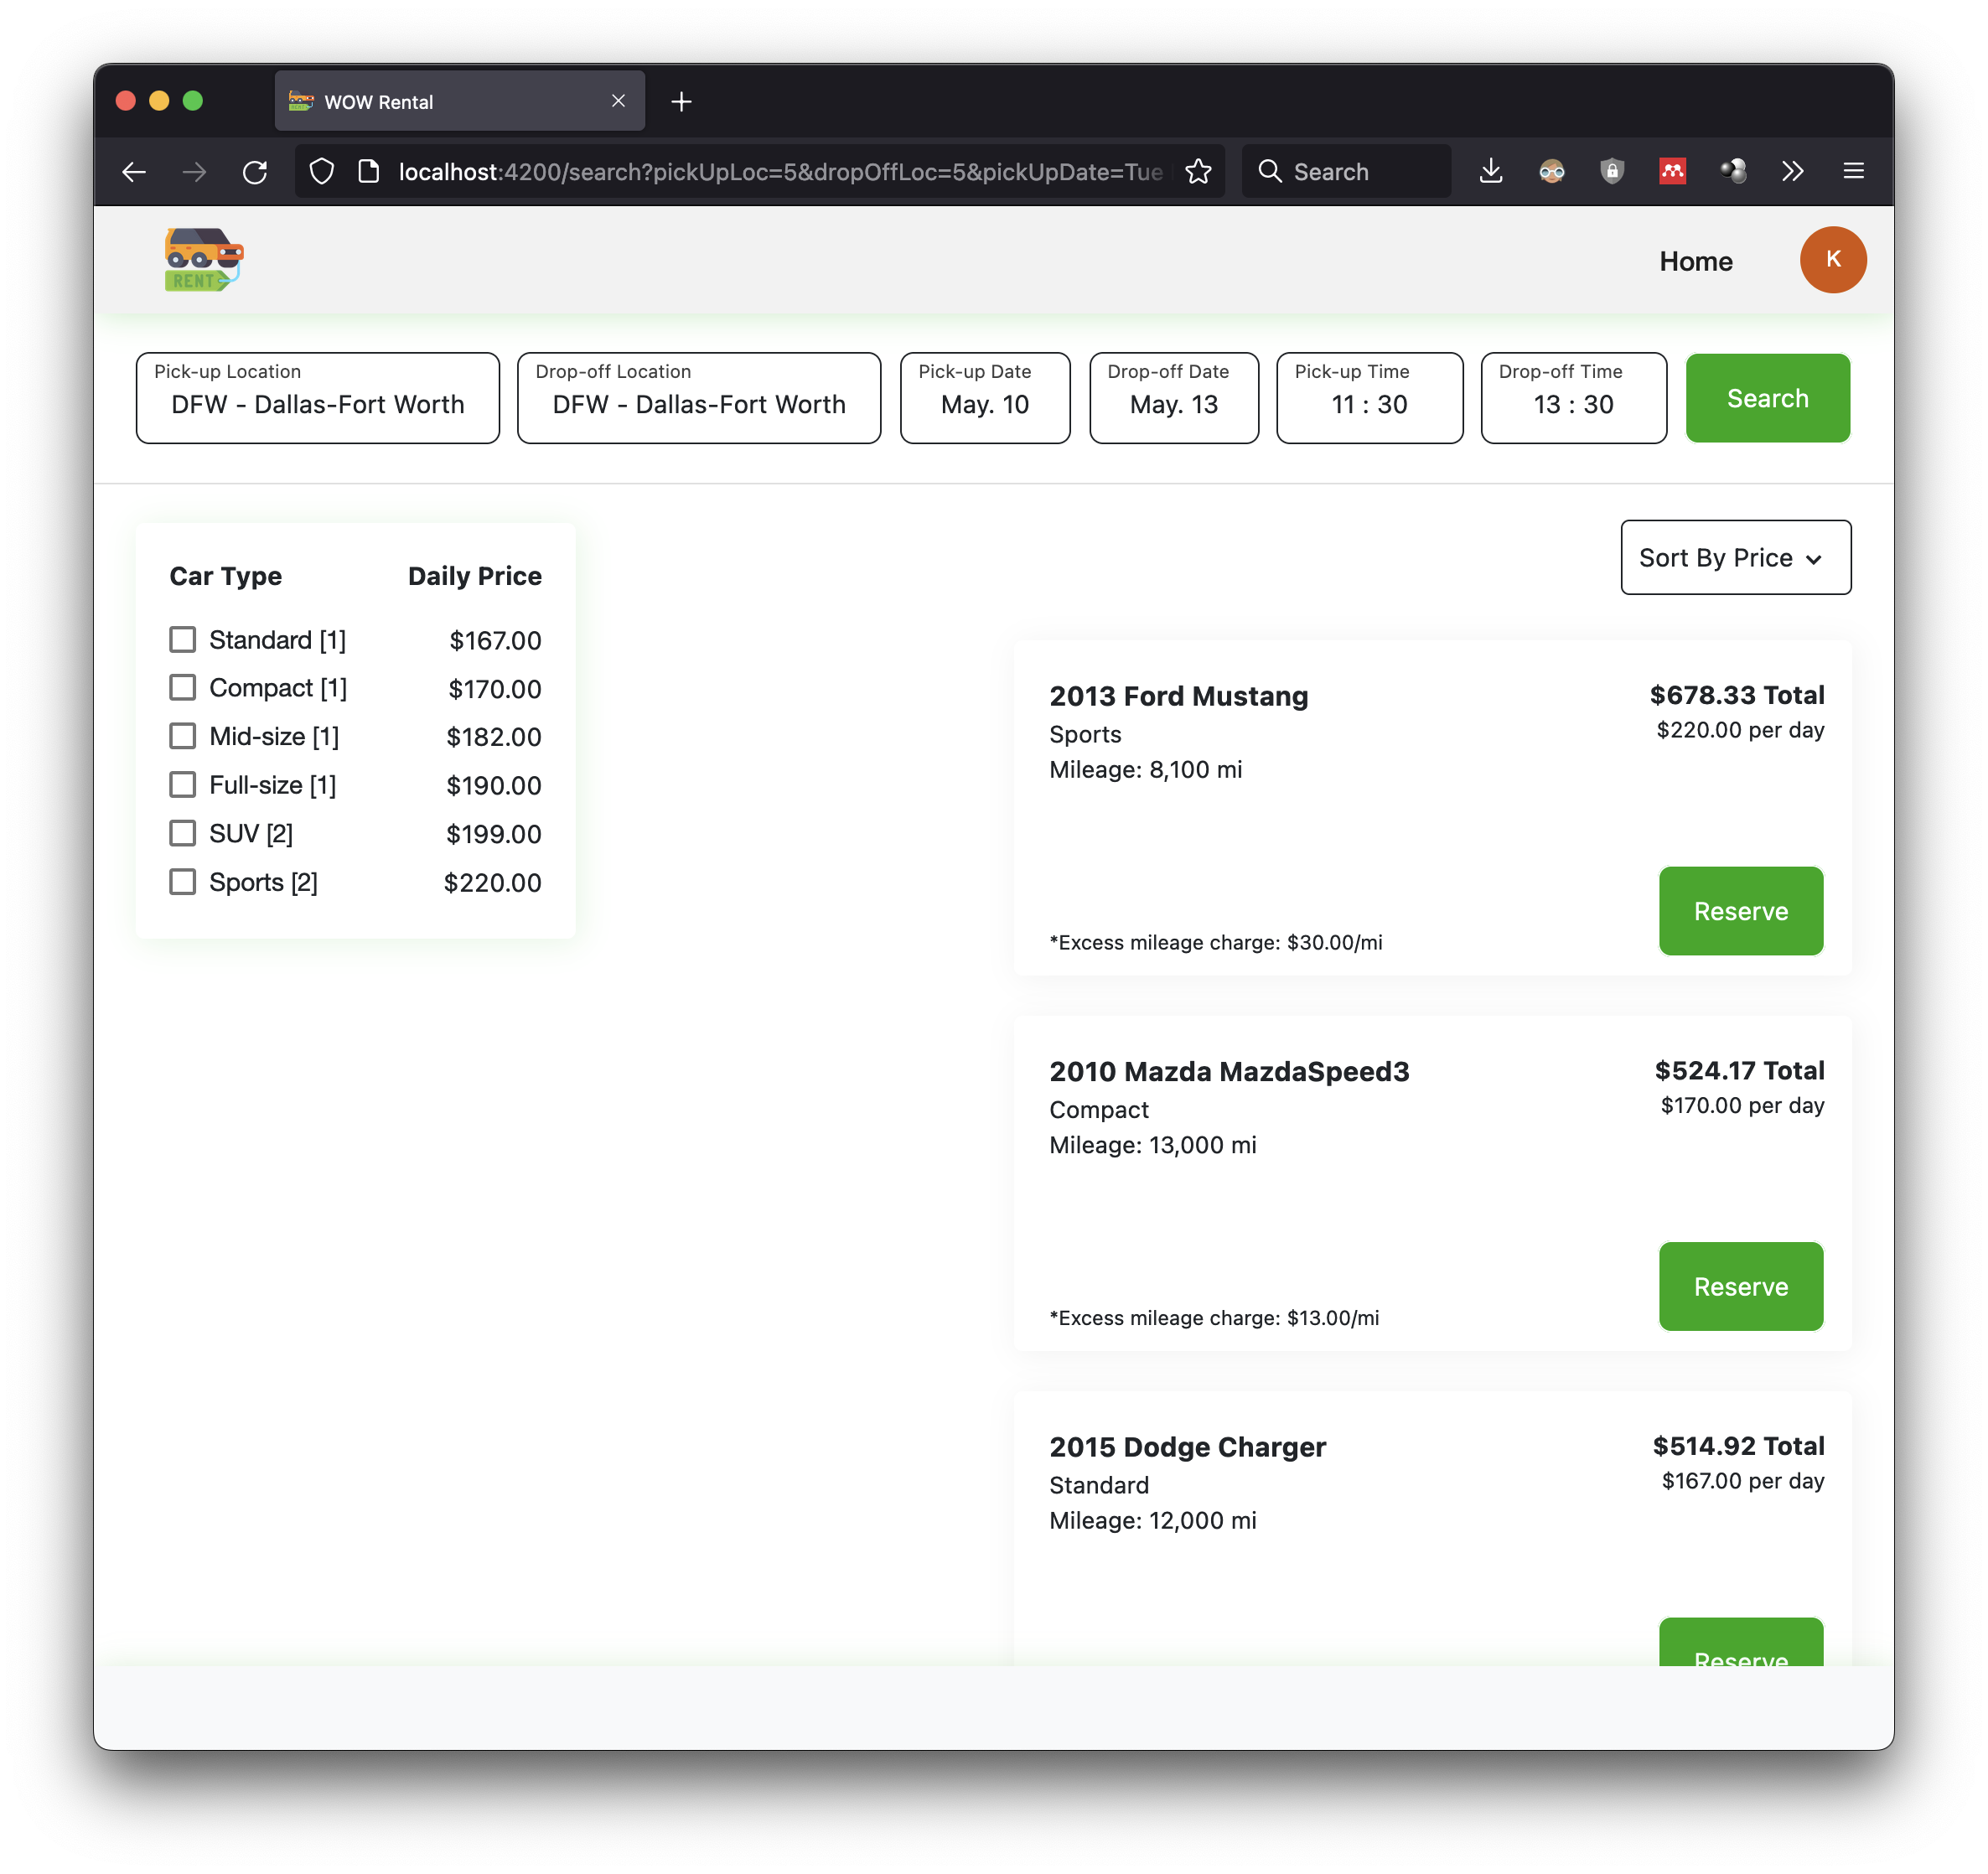 WOW Rental
localhost:4200/search?pickUpLoc=5&dropOffLoc=5&pickUpDate=Tue
Search
RENT
Home
K
Pick-up Location
DFW - Dallas-Fort Worth
Drop-off Location
DFW - Dallas-Fort Worth
Pick-up Date
May. 10
Drop-off Date
May. 13
Pick-up Time
11 : 30
Drop-off Time
13 : 30
Search
Car Type Daily Price
Standard [1] $167.00
Compact [1] $170.00
Mid-size [1] $182.00
Full-size [1] $190.00
SUV [2] $199.00
Sports [2] $220.00
Sort By Price
2013 Ford Mustang $678.33 Total
Sports $220.00 per day
Mileage: 8,100 mi
Reserve
*Excess mileage charge: $30.00/mi
2010 Mazda MazdaSpeed3 $524.17 Total
Compact $170.00 per day
Mileage: 13,000 mi
Reserve
*Excess mileage charge: $13.00/mi
2015 Dodge Charger $514.92 Total
Standard $167.00 per day
Mileage: 12,000 mi
Reserve